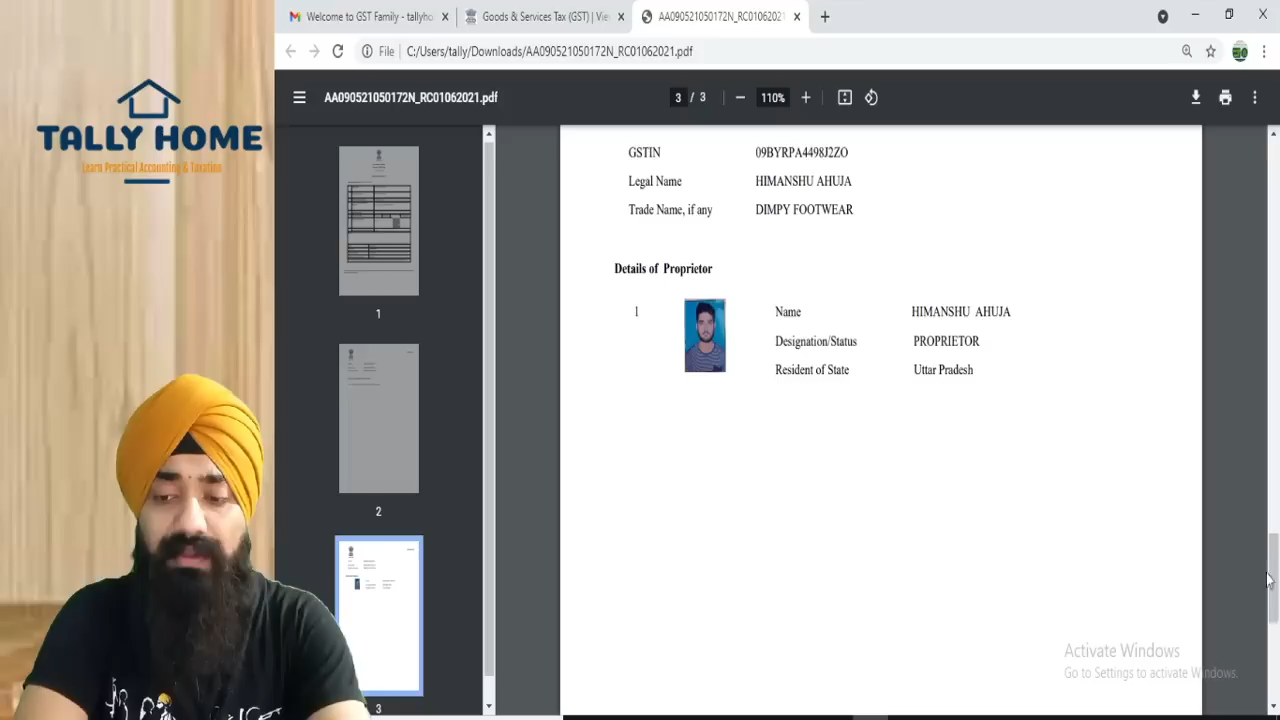 Welcome to GST Family - tallyho
Goods & Services Tax (GST) | Vie
AA090521050172N_RC01062021
File
C:/Users/tally/Downloads/AA090521050172N_RC01062021.pdf
AA090521050172N_RC01062021.pdf
3 / 3
110%
TALLY HOME
Learn Practical Accounting & Taxation
1
2
3
GSTIN 09BYRPA4498J2ZO
Legal Name HIMANSHU AHUJA
Trade Name, if any DIMPY FOOTWEAR
Details of Proprietor
1
Name HIMANSHU AHUJA
Designation/Status PROPRIETOR
Resident of State Uttar Pradesh
Activate Windows
Go to Settings to activate Windows.